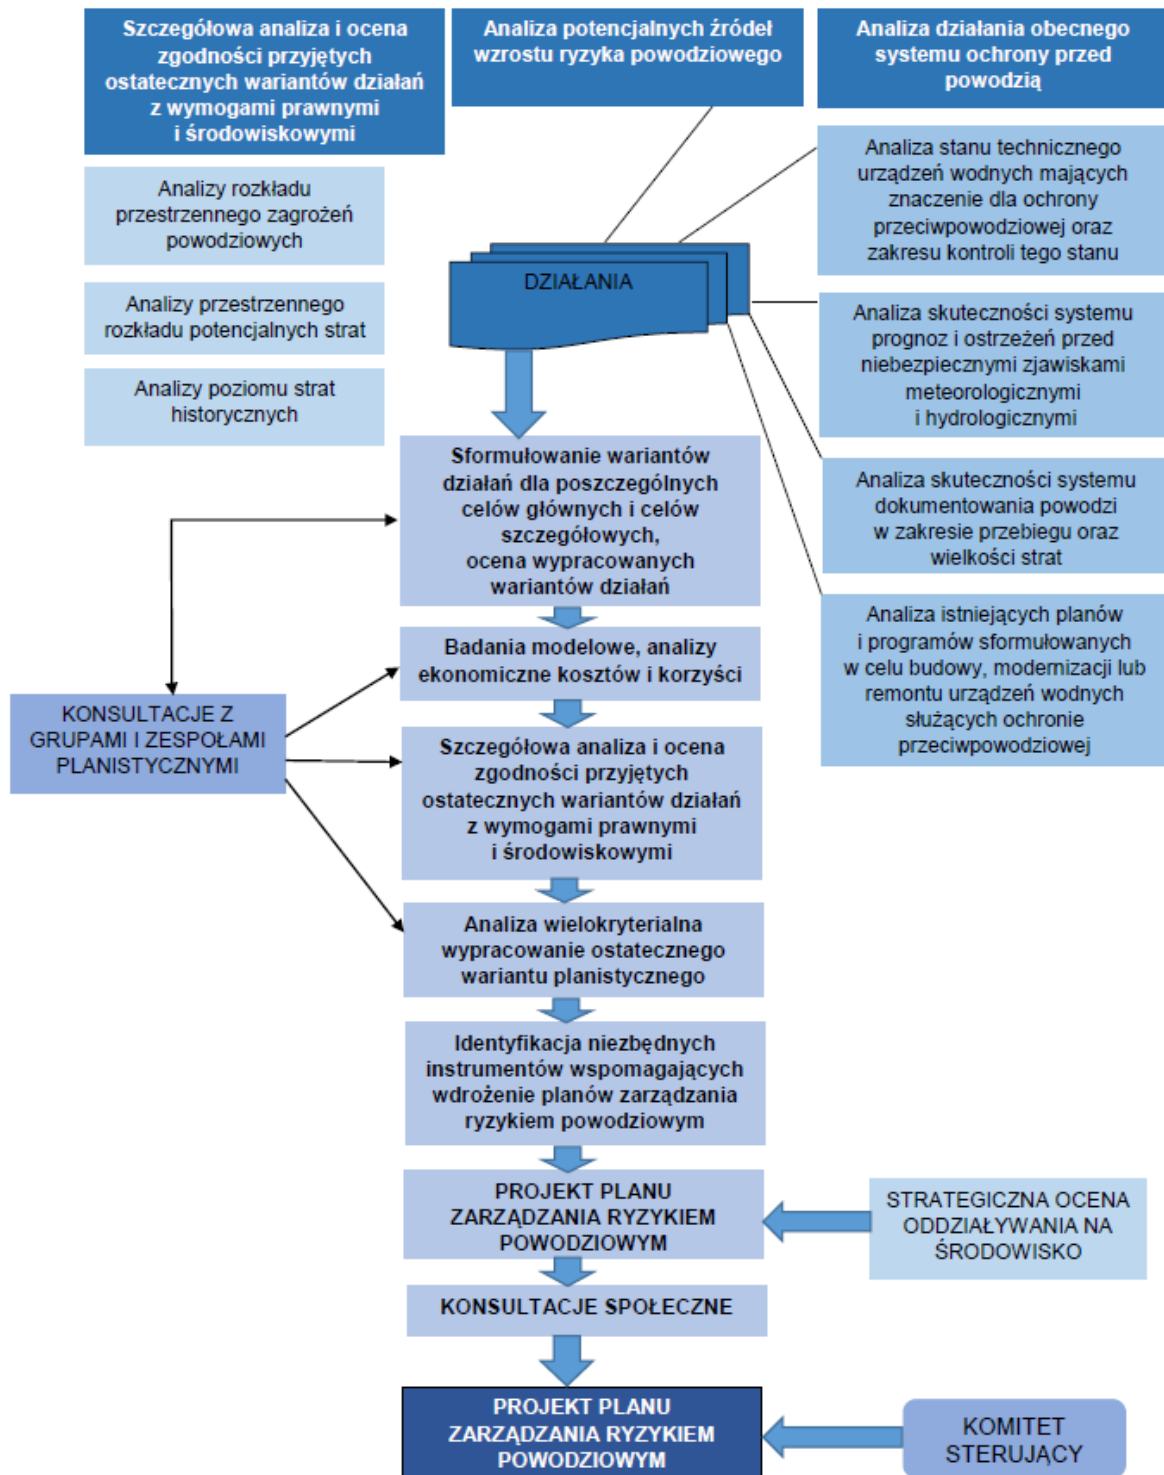 Szczegółowa analiza i ocena
zgodności przyjętych
ostatecznych wariantów działań
z wymogami prawnymi
i środowiskowymi
Analiza potencjalnych źródeł
wzrostu ryzyka powodziowego
Analiza działania obecnego
systemu ochrony przed
powodzią
Analizy rozkładu
przestrzennego zagrożeń
powodziowych
Analizy przestrzennego
rozkładu potencjalnych strat
Analizy poziomu strat
historycznych
DZIAŁANIA
Analiza stanu technicznego
urządzeń wodnych mających
znaczenie dla ochrony
przeciwpowodziowej oraz
zakresu kontroli tego stanu
Analiza skuteczności systemu
prognoz i ostrzeżeń przed
niebezpiecznymi zjawiskami
meteorologicznymi
i hydrologicznymi
Analiza skuteczności systemu
dokumentowania powodzi
w zakresie przebiegu oraz
wielkości strat
Analiza istniejących planów
i programów sformułowanych
w celu budowy, modernizacji lub
remontu urządzeń wodnych
służących ochronie
przeciwpowodziowej
Sformułowanie wariantów
działań dla poszczególnych
celów głównych i celów
szczegółowych,
ocena wypracowanych
wariantów działań
Badania modelowe, analizy
ekonomiczne kosztów i korzyści
KONSULTACJE Z
GRUPAMI I ZESPOŁAMI
PLANISTYCZNYMI
Szczegółowa analiza i ocena
zgodności przyjętych
ostatecznych wariantów działań
z wymogami prawnymi
i środowiskowymi
Analiza wielokryterialna
wypracowanie ostatecznego
wariantu planistycznego
Identyfikacja niezbędnych
instrumentów wspomagających
wdrożenie planów zarządzania
ryzykiem powodziowym
PROJEKT PLANU
ZARZĄDZANIA RYZYKIEM
POWODZIOWYM
STRATEGICZNA OCENA
ODDZIAŁYWANIA NA
ŚRODOWISKO
KONSULTACJE SPOŁECZNE
PROJEKT PLANU
ZARZĄDZANIA RYZYKIEM
POWODZIOWYM
KOMITET
STERUJĄCY